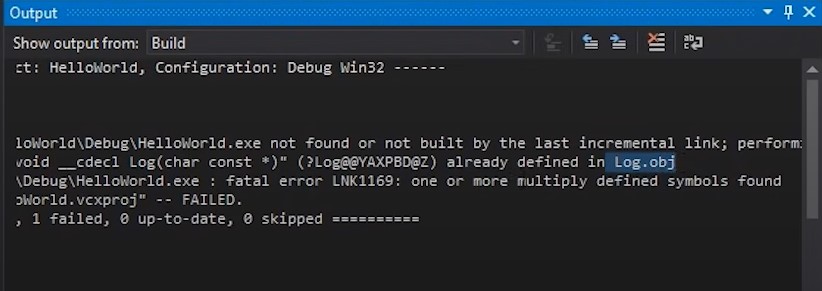 Output
Show output from: Build
ct: HelloWorld, Configuration: Debug Win32 ------
loWorld\Debug\HelloWorld.exe not found or not built by the last incremental link; performi
void __cdecl Log(char const *)" (?Log@@YAXPBD@Z) already defined in Log.obj
\Debug\HelloWorld.exe : fatal error LNK1169: one or more multiply defined symbols found
oWorld.vcxproj" -- FAILED.
, 1 failed, 0 up-to-date, 0 skipped ==========